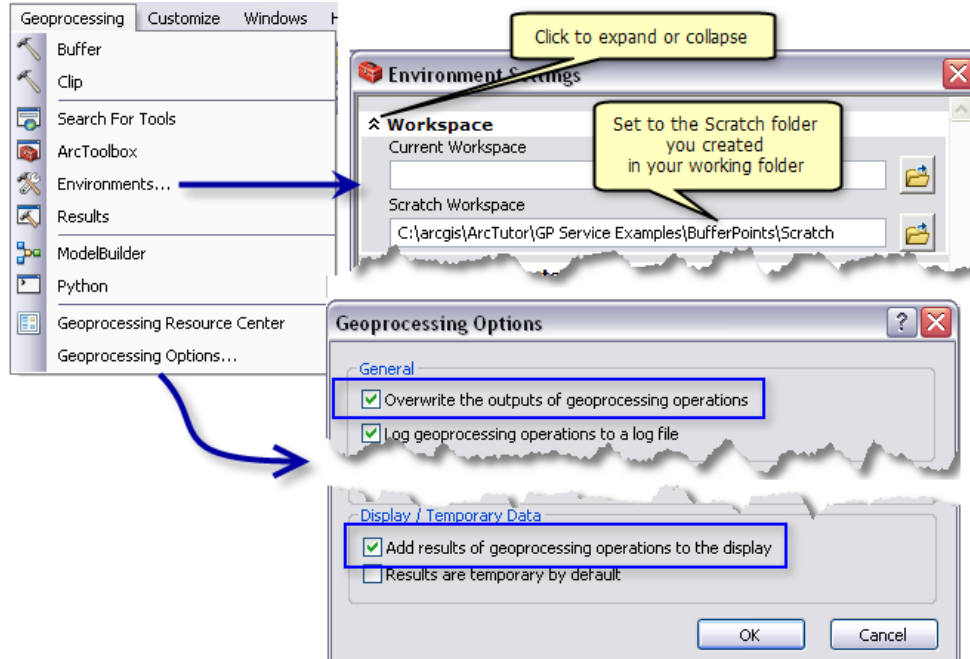 Geoprocessing Customize Windows
Buffer
Clip
Search For Tools
ArcToolbox
Environments...
Results
ModelBuilder
Python
Geoprocessing Resource Center
Geoprocessing Options...
Click to expand or collapse
Environment Settings
Workspace
Current Workspace
Set to the Scratch folder
you created
in your working folder
Scratch Workspace
C:\arcgis\ArcTutor\GP Service Examples\BufferPoints\Scratch
Geoprocessing Options
General
Overwrite the outputs of geoprocessing operations
Log geoprocessing operations to a log file
Display / Temporary Data
Add results of geoprocessing operations to the display
Results are temporary by default
OK Cancel